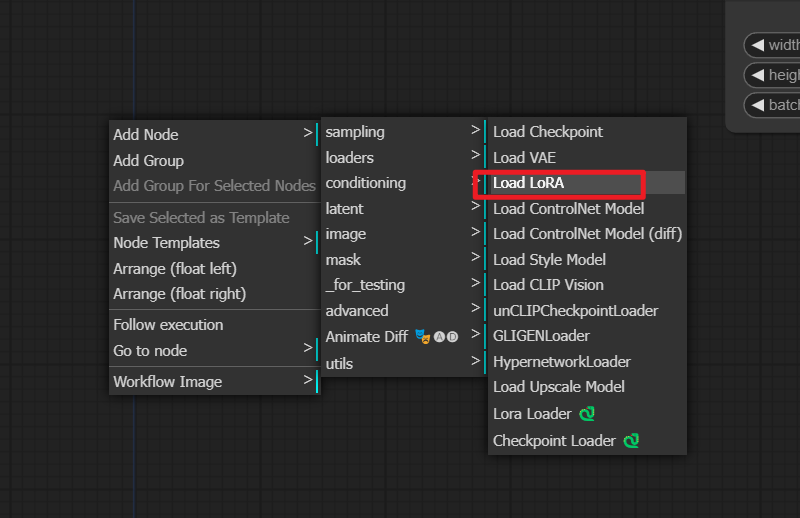 width
heigh
batch
Add Node >
Add Group
Add Group For Selected Nodes
Save Selected as Template
Node Templates >
Arrange (float left)
Arrange (float right)
Follow execution
Go to node >
Workflow Image >
sampling >
loaders >
conditioning >
latent >
image >
mask >
_for_testing >
advanced >
Animate Diff 🎭🅐🅓 >
utils >
Load Checkpoint
Load VAE
Load LoRA
Load ControlNet Model
Load ControlNet Model (diff)
Load Style Model
Load CLIP Vision
unCLIPCheckpointLoader
GLIGENLoader
HypernetworkLoader
Load Upscale Model
Lora Loader 🐍
Checkpoint Loader 🐍